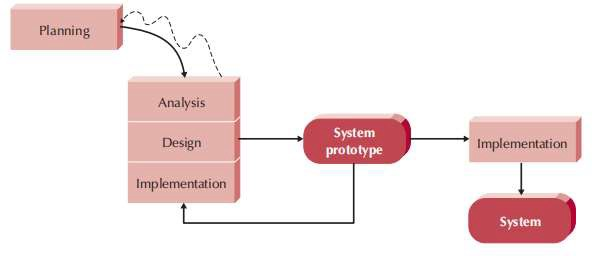 Planning
Analysis
Design
Implementation
System
prototype
Implementation
System